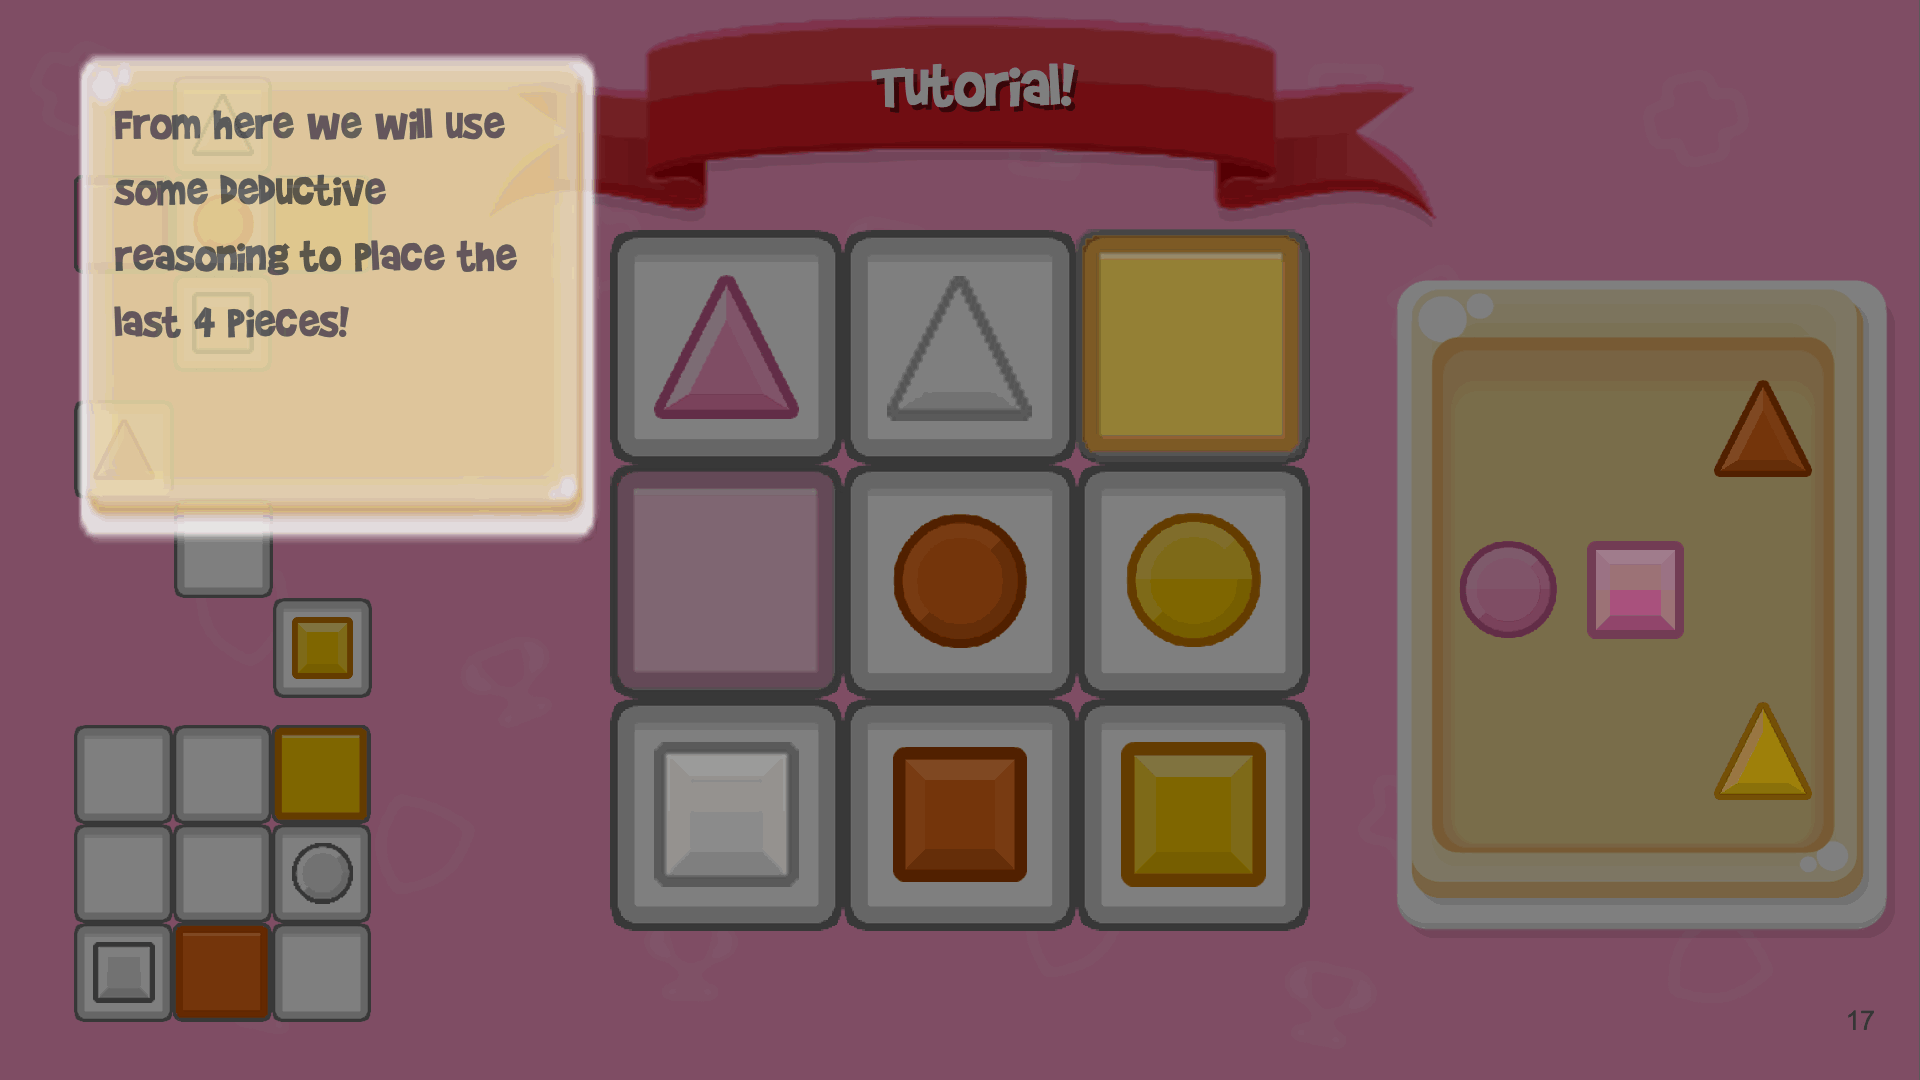 Tutorial!
From here we will use
some deductive
reasoning to place the
last 4 pieces!
17